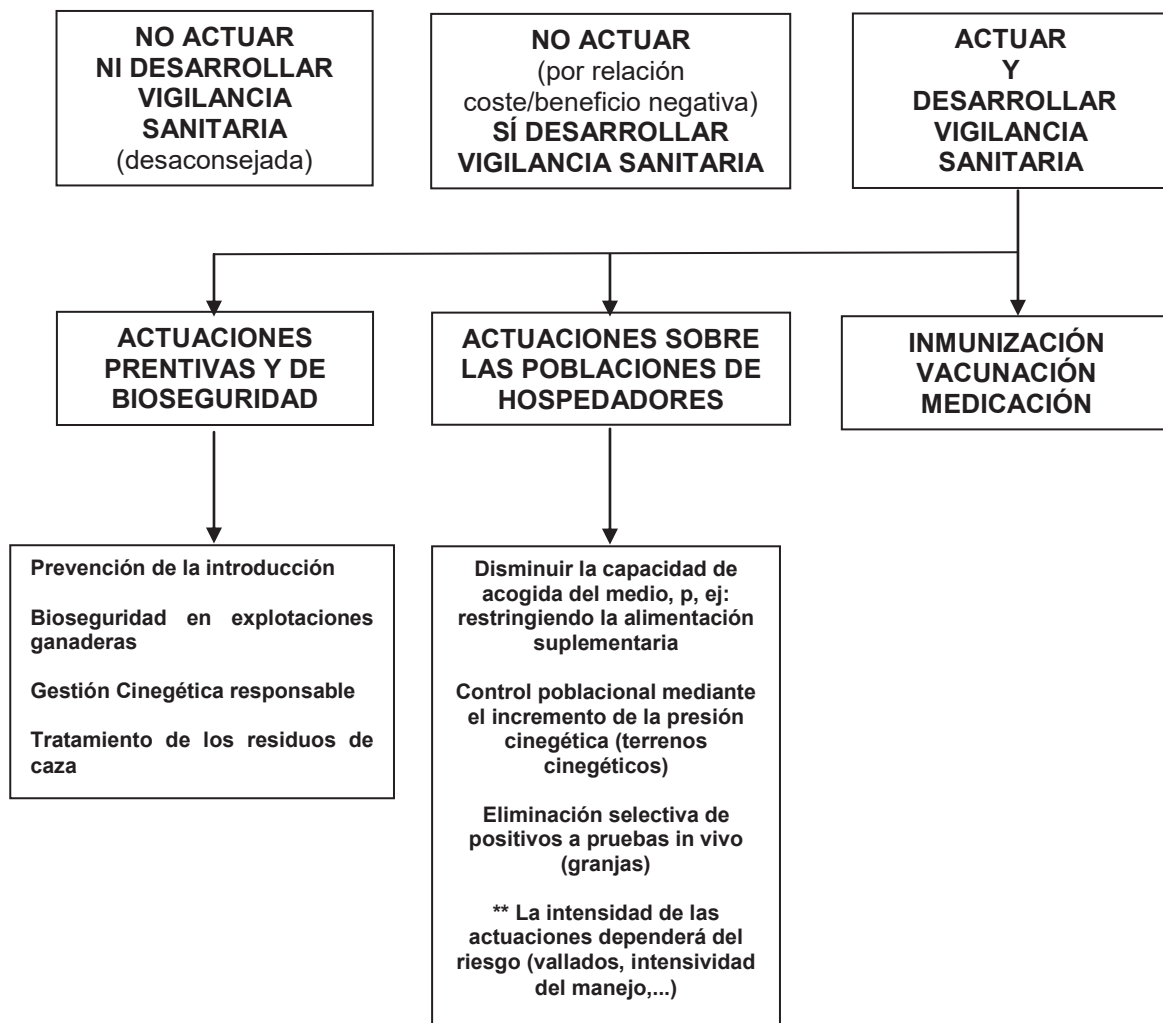 NO ACTUAR
NI DESARROLLAR
VIGILANCIA
SANITARIA
(desaconsejada)
NO ACTUAR
(por relación
coste/beneficio negativa)
SÍ DESARROLLAR
VIGILANCIA SANITARIA
ACTUAR
Y
DESARROLLAR
VIGILANCIA
SANITARIA
ACTUACIONES
PRENTIVAS Y DE
BIOSEGURIDAD
ACTUACIONES SOBRE
LAS POBLACIONES DE
HOSPEDADORES
INMUNIZACIÓN
VACUNACIÓN
MEDICACIÓN
Prevención de la introducción
Bioseguridad en explotaciones
ganaderas
Gestión Cinegética responsable
Tratamiento de los residuos de
caza
Disminuir la capacidad de
acogida del medio, p, ej:
restringiendo la alimentación
suplementaria
Control poblacional mediante
el incremento de la presión
cinegética (terrenos
cinegéticos)
Eliminación selectiva de
positivos a pruebas in vivo
(granjas)
** La intensidad de las
actuaciones dependerá del
riesgo (vallados, intensividad
del manejo,...)